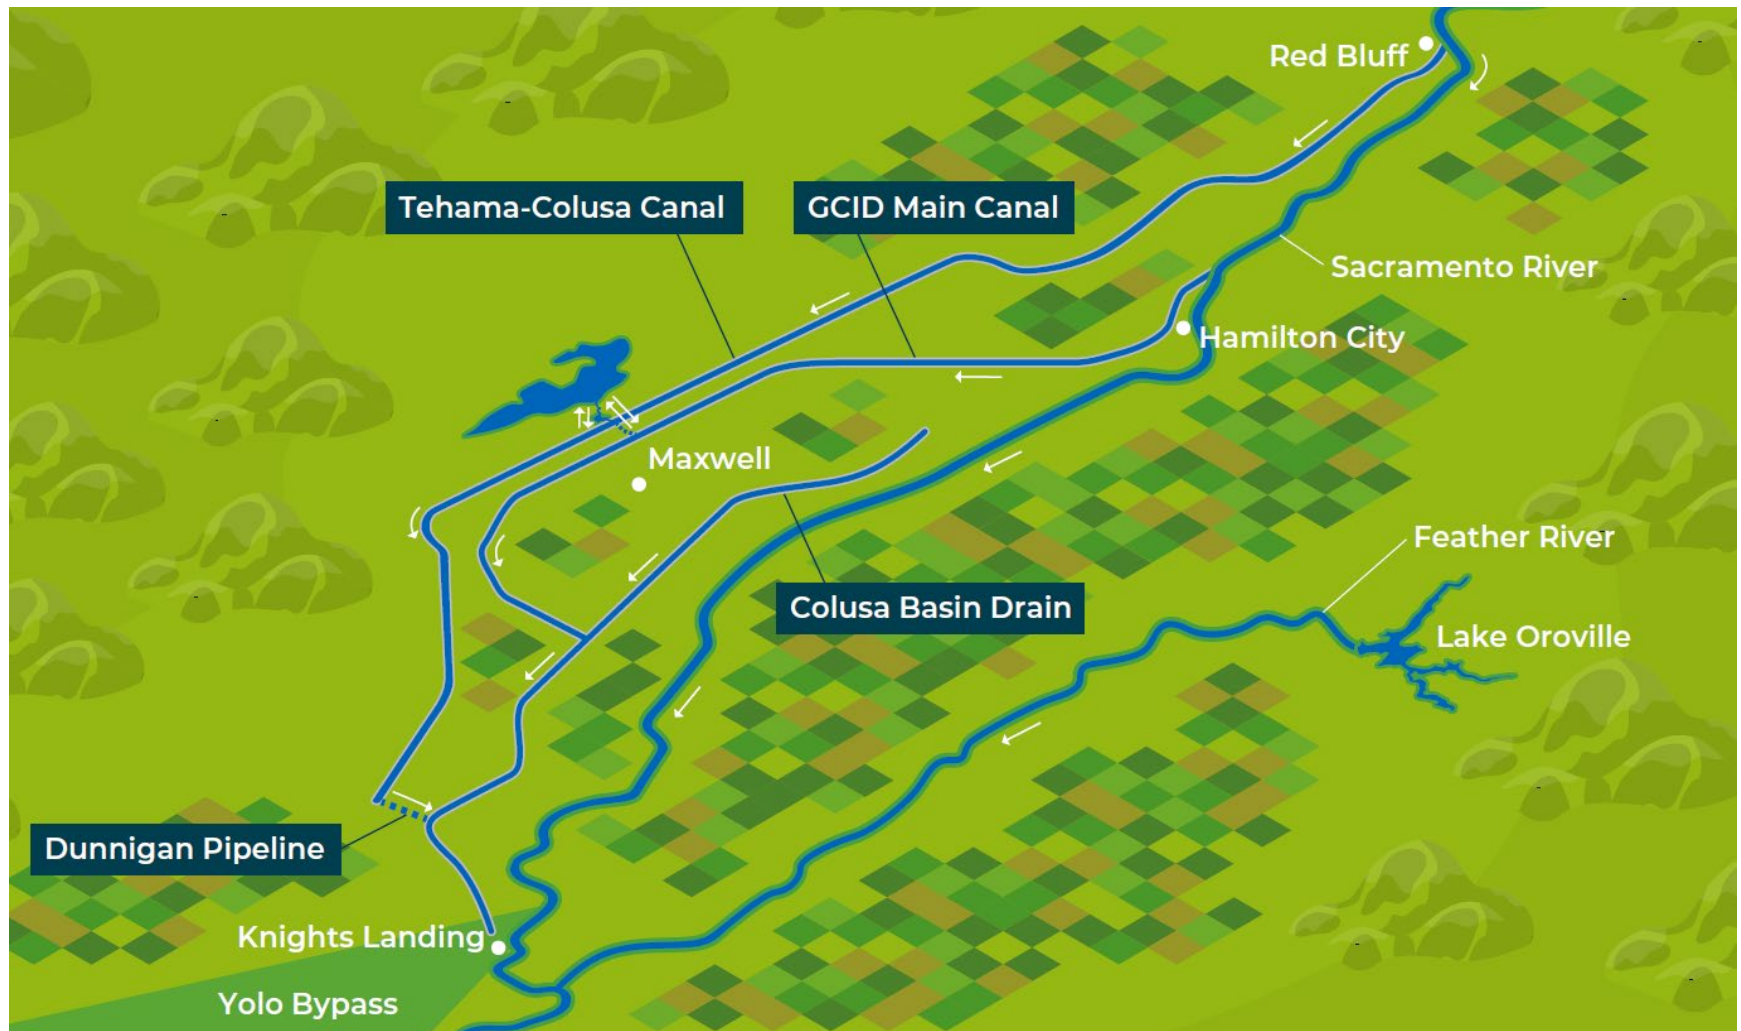 Red Bluff
Tehama-Colusa Canal
GCID Main Canal
Sacramento River
Hamilton City
Maxwell
Feather River
Colusa Basin Drain
Lake Oroville
Dunnigan Pipeline
Knights Landing
Yolo Bypass